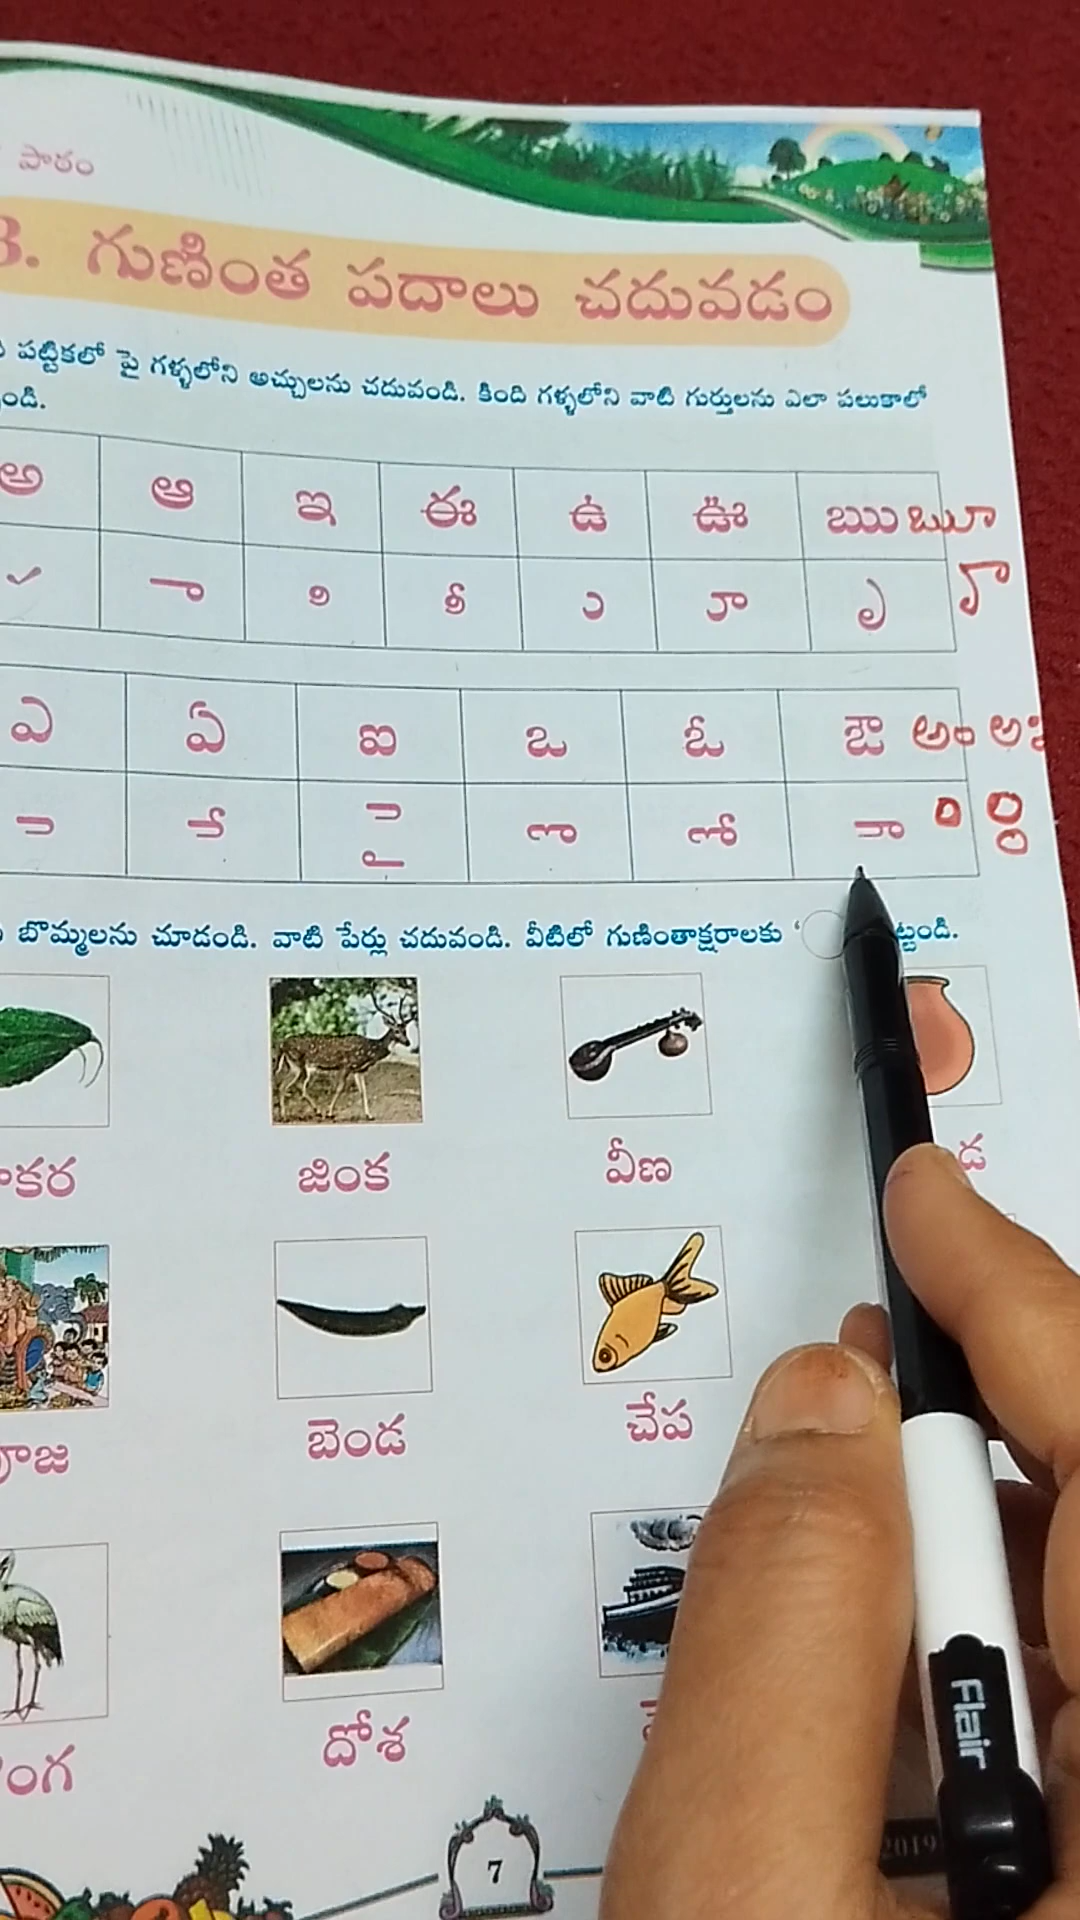 పాఠం
3. గుణింత పదాలు చదువడం
పట్టికలో పై గళ్ళలోని అచ్చులను చదువండి. కింది గళ్ళలోని వాటి గుర్తులను ఎలా పలుకాలో
అ ఆ ఇ ఈ ఉ ఊ ఋ ౠ
ా ి ీ ు ూ ృ ౄ
ఎ ఏ ఐ ఒ ఓ ఔ అం అః
ె ే ై ొ ో ౌ ం ః
బొమ్మలను చూడండి. వాటి పేర్లు చదువండి. వీటిలో గుణింతాక్షరాలకు ‘
జింక వీణ
బెండ చేప
దోశ
7
Flair
2019